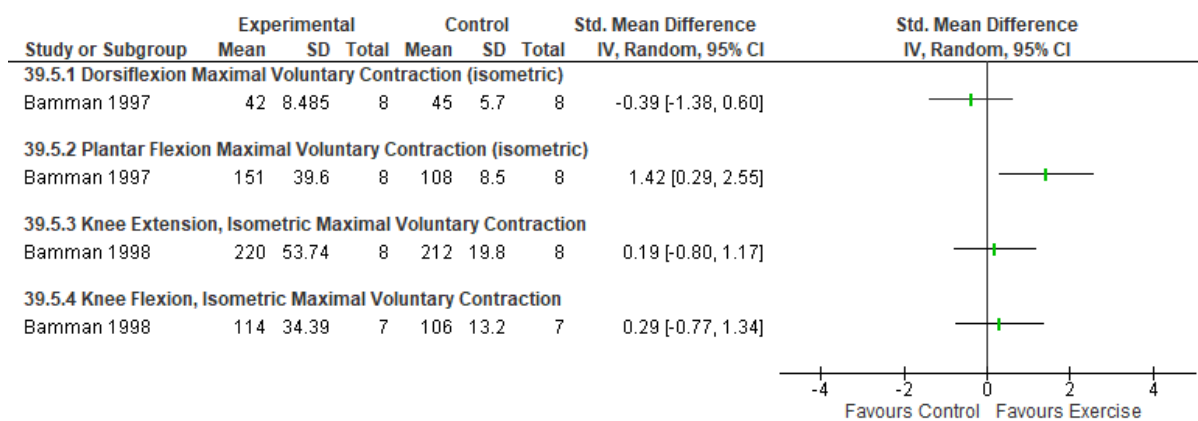 Experimental Control Std. Mean Difference Std. Mean Difference
Study or Subgroup Mean SD Total Mean SD Total IV, Random, 95% CI IV, Random, 95% CI
39.5.1 Dorsiflexion Maximal Voluntary Contraction (isometric)
Bamman 1997 42 8.485 8 45 5.7 8 -0.39 [-1.38, 0.60]
39.5.2 Plantar Flexion Maximal Voluntary Contraction (isometric)
Bamman 1997 151 39.6 8 108 8.5 8 1.42 [0.29, 2.55]
39.5.3 Knee Extension, Isometric Maximal Voluntary Contraction
Bamman 1998 220 53.74 8 212 19.8 8 0.19 [-0.80, 1.17]
39.5.4 Knee Flexion, Isometric Maximal Voluntary Contraction
Bamman 1998 114 34.39 7 106 13.2 7 0.29 [-0.77, 1.34]
-4 -2 0 2 4
Favours Control Favours Exercise